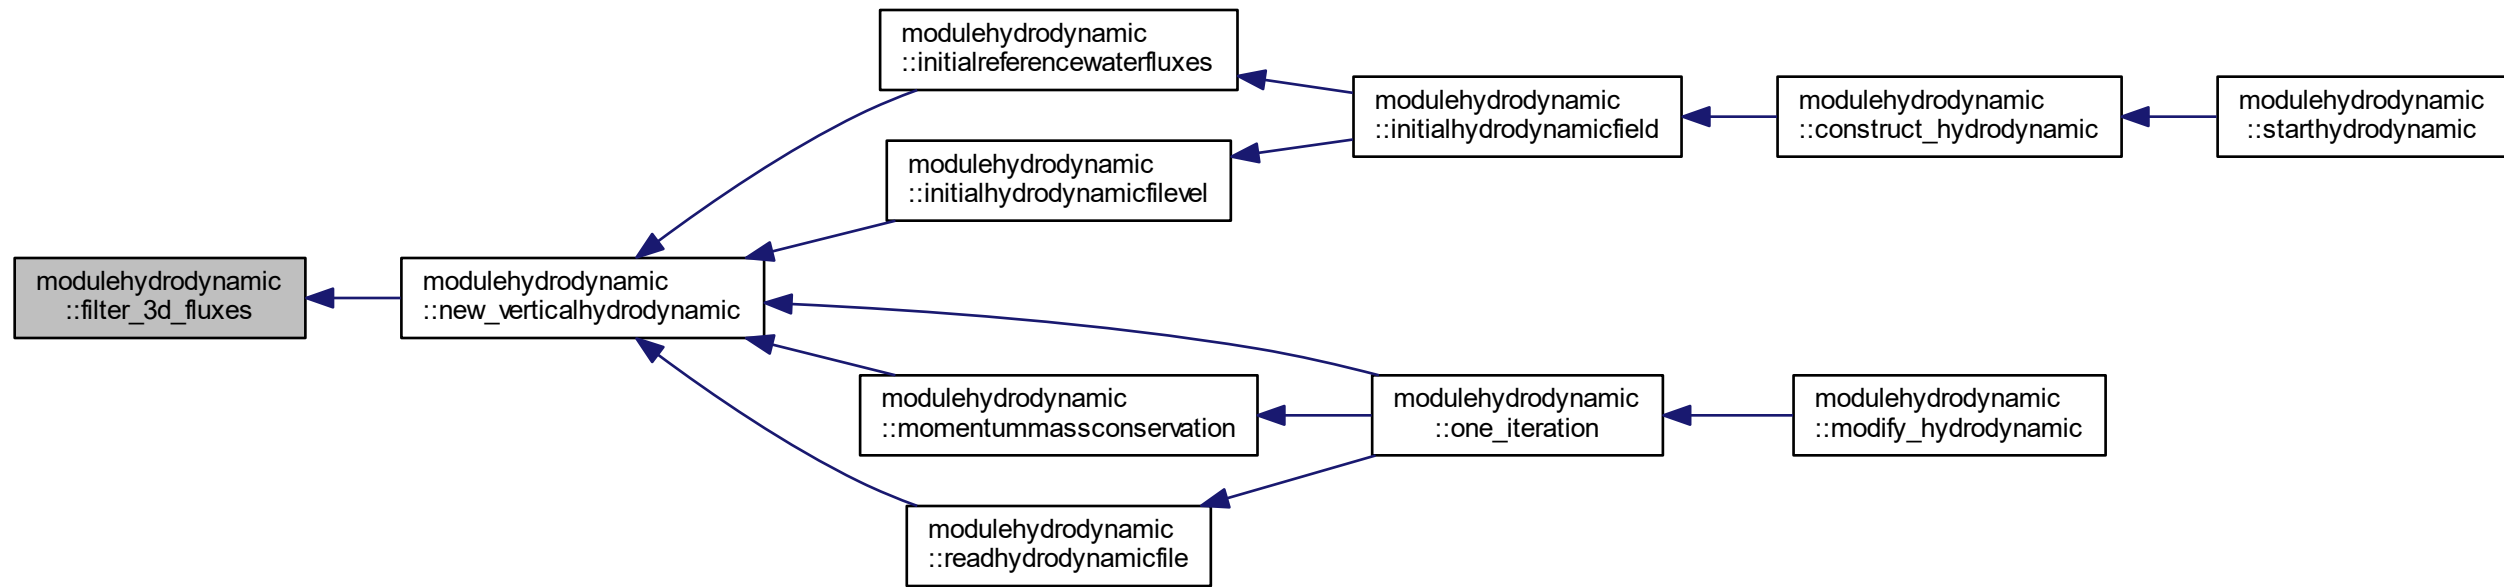 modulehydrodynamic
::filter_3d_fluxes
modulehydrodynamic
::new_verticalhydrodynamic
modulehydrodynamic
::initialreferencewaterfluxes
modulehydrodynamic
::initialhydrodynamicfilevel
modulehydrodynamic
::momentummassconservation
modulehydrodynamic
::readhydrodynamicfile
modulehydrodynamic
::initialhydrodynamicfield
modulehydrodynamic
::one_iteration
modulehydrodynamic
::construct_hydrodynamic
modulehydrodynamic
::modify_hydrodynamic
modulehydrodynamic
::starthydrodynamic